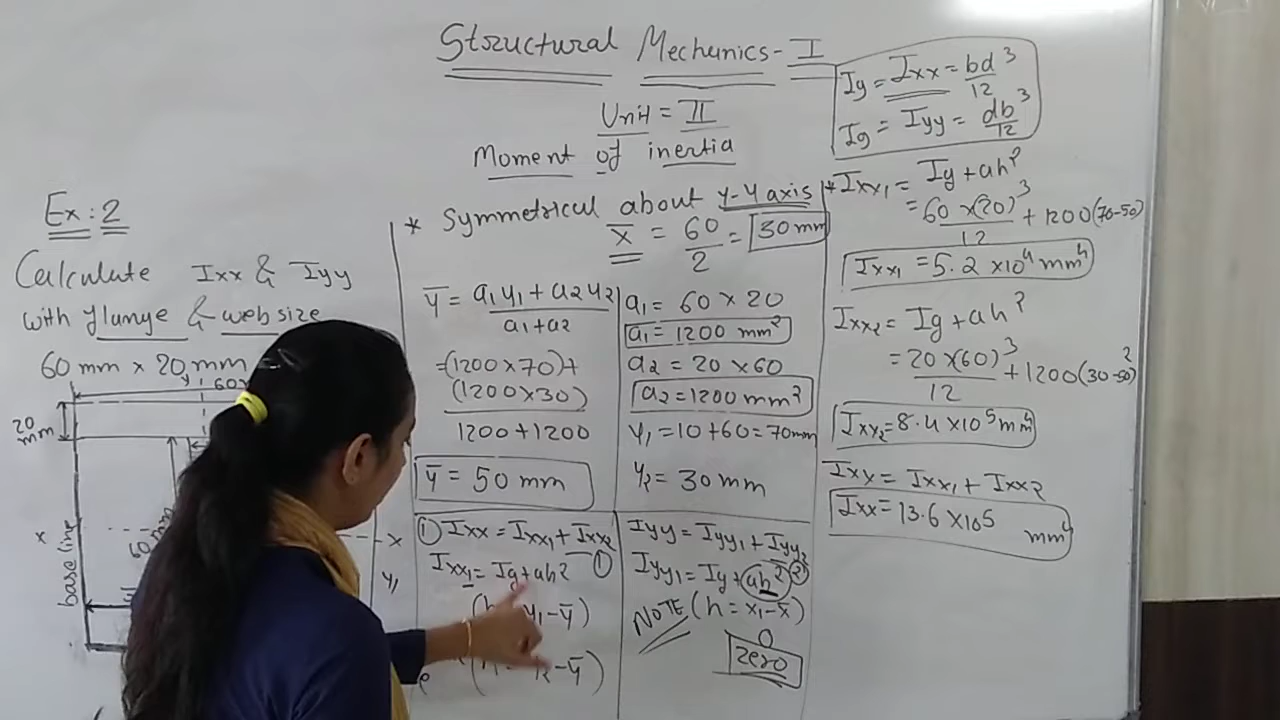 Structural Mechanics-I
Unit = II
Moment of inertia
Ex: 2
Calculate Ixx & Iyy
with flange & web size
60 mm x 20 mm
y 60
20 mm
60 mm
x
x
base line
y₁
* Symmetrical about y-y axis
x̅ = 60/2 = 30 mm
y̅ = a₁y₁ + a₂y₂ / a₁+a₂
= (1200 x 70) +
(1200 x 30)
1200 + 1200
y̅ = 50 mm
a₁ = 60 x 20
a₁ = 1200 mm²
a₂ = 20 x 60
a₂ = 1200 mm²
y₁ = 10 + 60 = 70mm
y₂ = 30 mm
① Ixx = Ixx₁ + Ixx₂
Ixx₁ = Ig + ah² ①
y₁ - y̅)
- y̅)
Iyy = Iyy₁ + Iyy₂
Iyy₁ = Ig + ah² ②
NOTE (h = x₁ - x̅)
0
zero
Ig = Ixx = bd³/12
Ig = Iyy = db³/12
* Ixx₁ = Ig + ah²
= 60 x (20)³/12 + 1200 (70-50)
Ixx₁ = 5.2 x 10⁴ mm⁴
Ixx₂ = Ig + ah²
= 20 x (60)³/12 + 1200 (30-50)²
Ixx₂ = 8.4 x 10⁵ mm⁴
Ixx = Ixx₁ + Ixx₂
Ixx = 13.6 x 10⁵ mm⁴